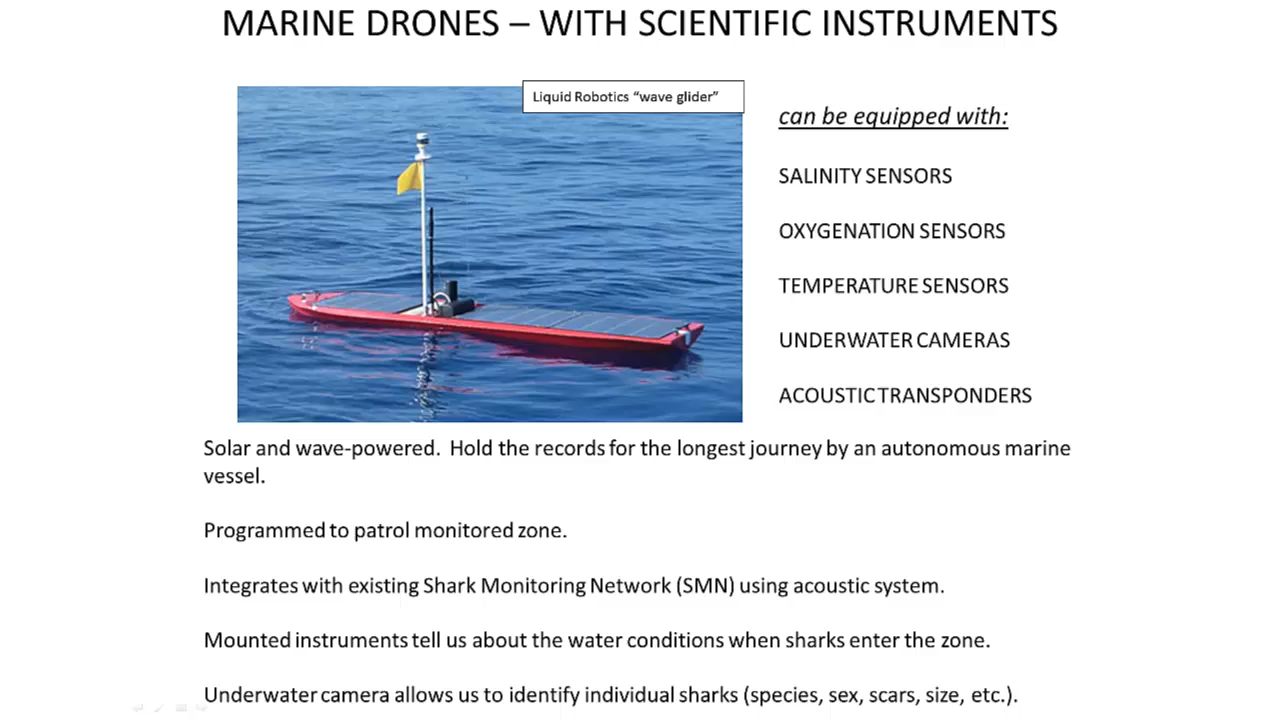 MARINE DRONES – WITH SCIENTIFIC INSTRUMENTS
Liquid Robotics “wave glider”
can be equipped with:
SALINITY SENSORS
OXYGENATION SENSORS
TEMPERATURE SENSORS
UNDERWATER CAMERAS
ACOUSTIC TRANSPONDERS
Solar and wave-powered.  Hold the records for the longest journey by an autonomous marine
vessel.
Programmed to patrol monitored zone.
Integrates with existing Shark Monitoring Network (SMN) using acoustic system.
Mounted instruments tell us about the water conditions when sharks enter the zone.
Underwater camera allows us to identify individual sharks (species, sex, scars, size, etc.).